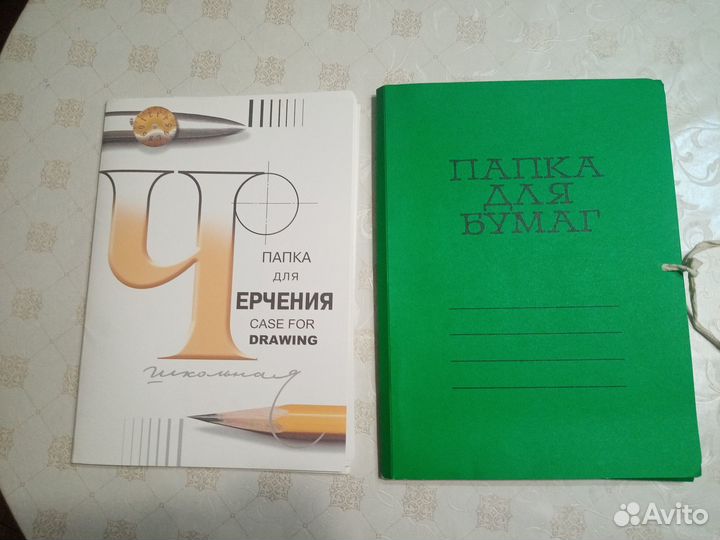 Ч
ПАПКА
для
ЕРЧЕНИЯ
CASE FOR
DRAWING
школьная
ПАПКА
ДЛЯ
БУМАГ
Avito